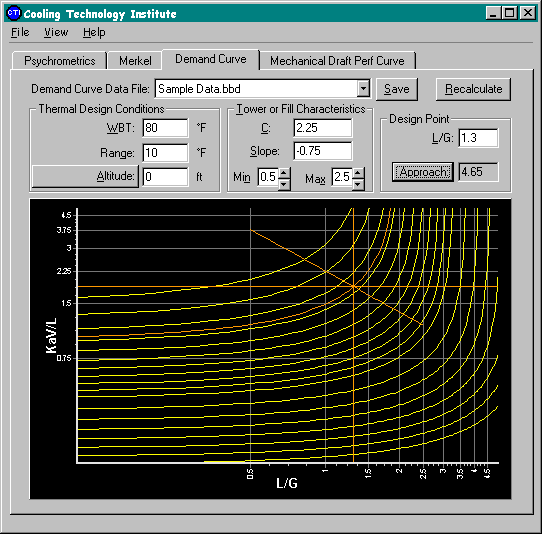 CTI Cooling Technology Institute
File View Help
Psychrometrics Merkel Demand Curve Mechanical Draft Perf Curve
Demand Curve Data File: Sample Data.bbd Save Recalculate
Thermal Design Conditions Tower or Fill Characteristics Design Point
WBT: 80 °F C: 2.25 L/G: 1.3
Range: 10 °F Slope: -0.75
Altitude: 0 ft Min 0.5 Max 2.5 Approach: 4.65
4.5
3.75
3
2.25
1.5
0.75
KaV/L
0.5 1 1.5 2 2.5 3 3.5 4 4.5
L/G